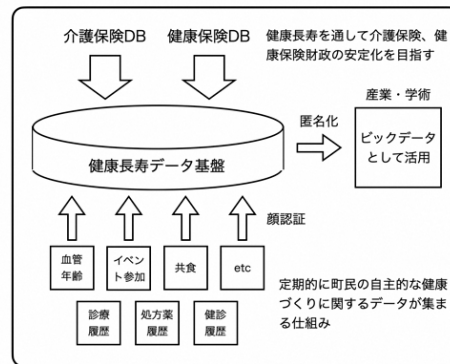 介護保険DB
健康保険DB
健康長寿を通して介護保険、健
康保険財政の安定化を目指す
産業・学術
匿名化
ビックデータ
として活用
健康長寿データ基盤
顔認証
血管
年齢
イベン
ト参加
共食
etc
診療
履歴
処方薬
履歴
健診
履歴
定期的に町民の自主的な健康
づくりに関するデータが集ま
る仕組み